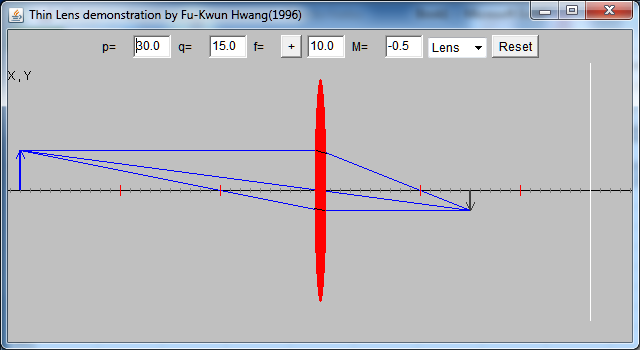 Thin Lens demonstration by Fu-Kwun Hwang(1996)
p= 30.0 q= 15.0 f= + 10.0 M= -0.5 Lens Reset
X,Y